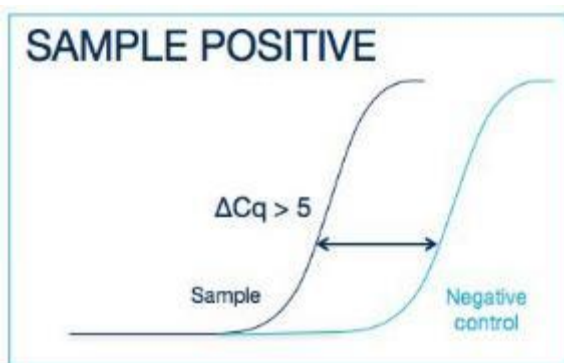 SAMPLE POSITIVE
ΔCq > 5
Sample
Negative
control